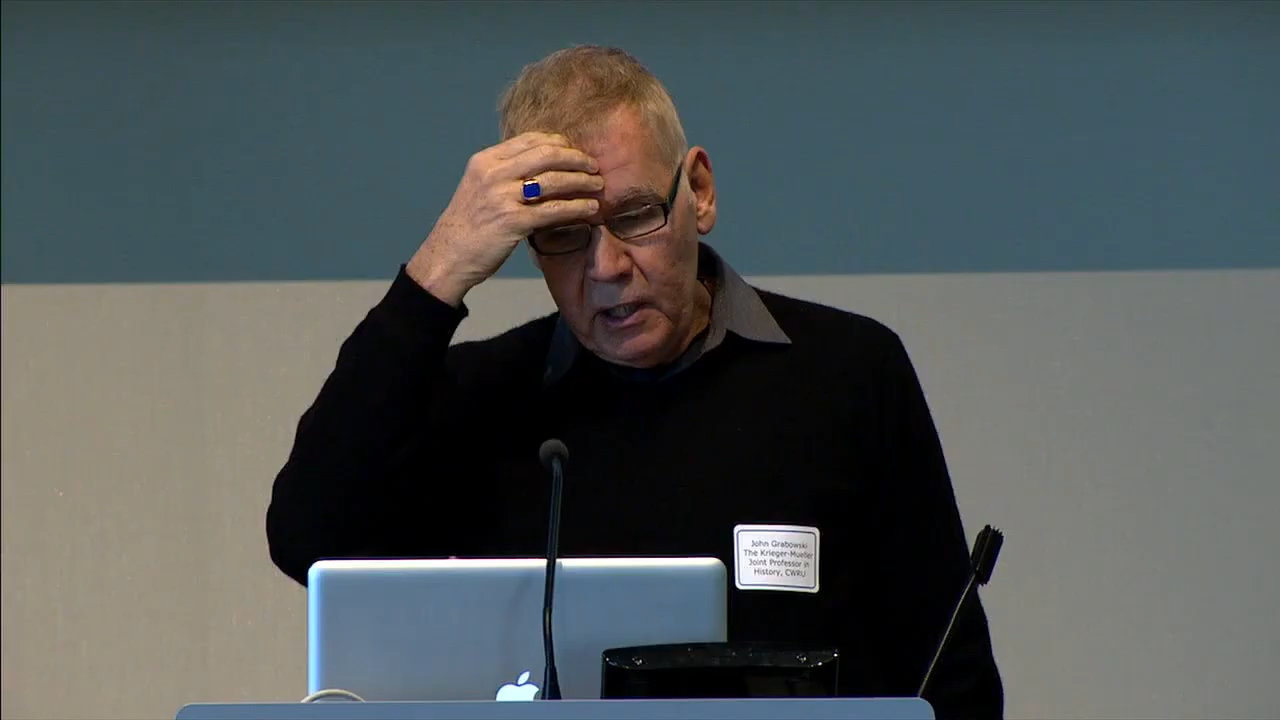 John Grabowski
The Krieger-Mueller
Joint Professor in
History, CWRU